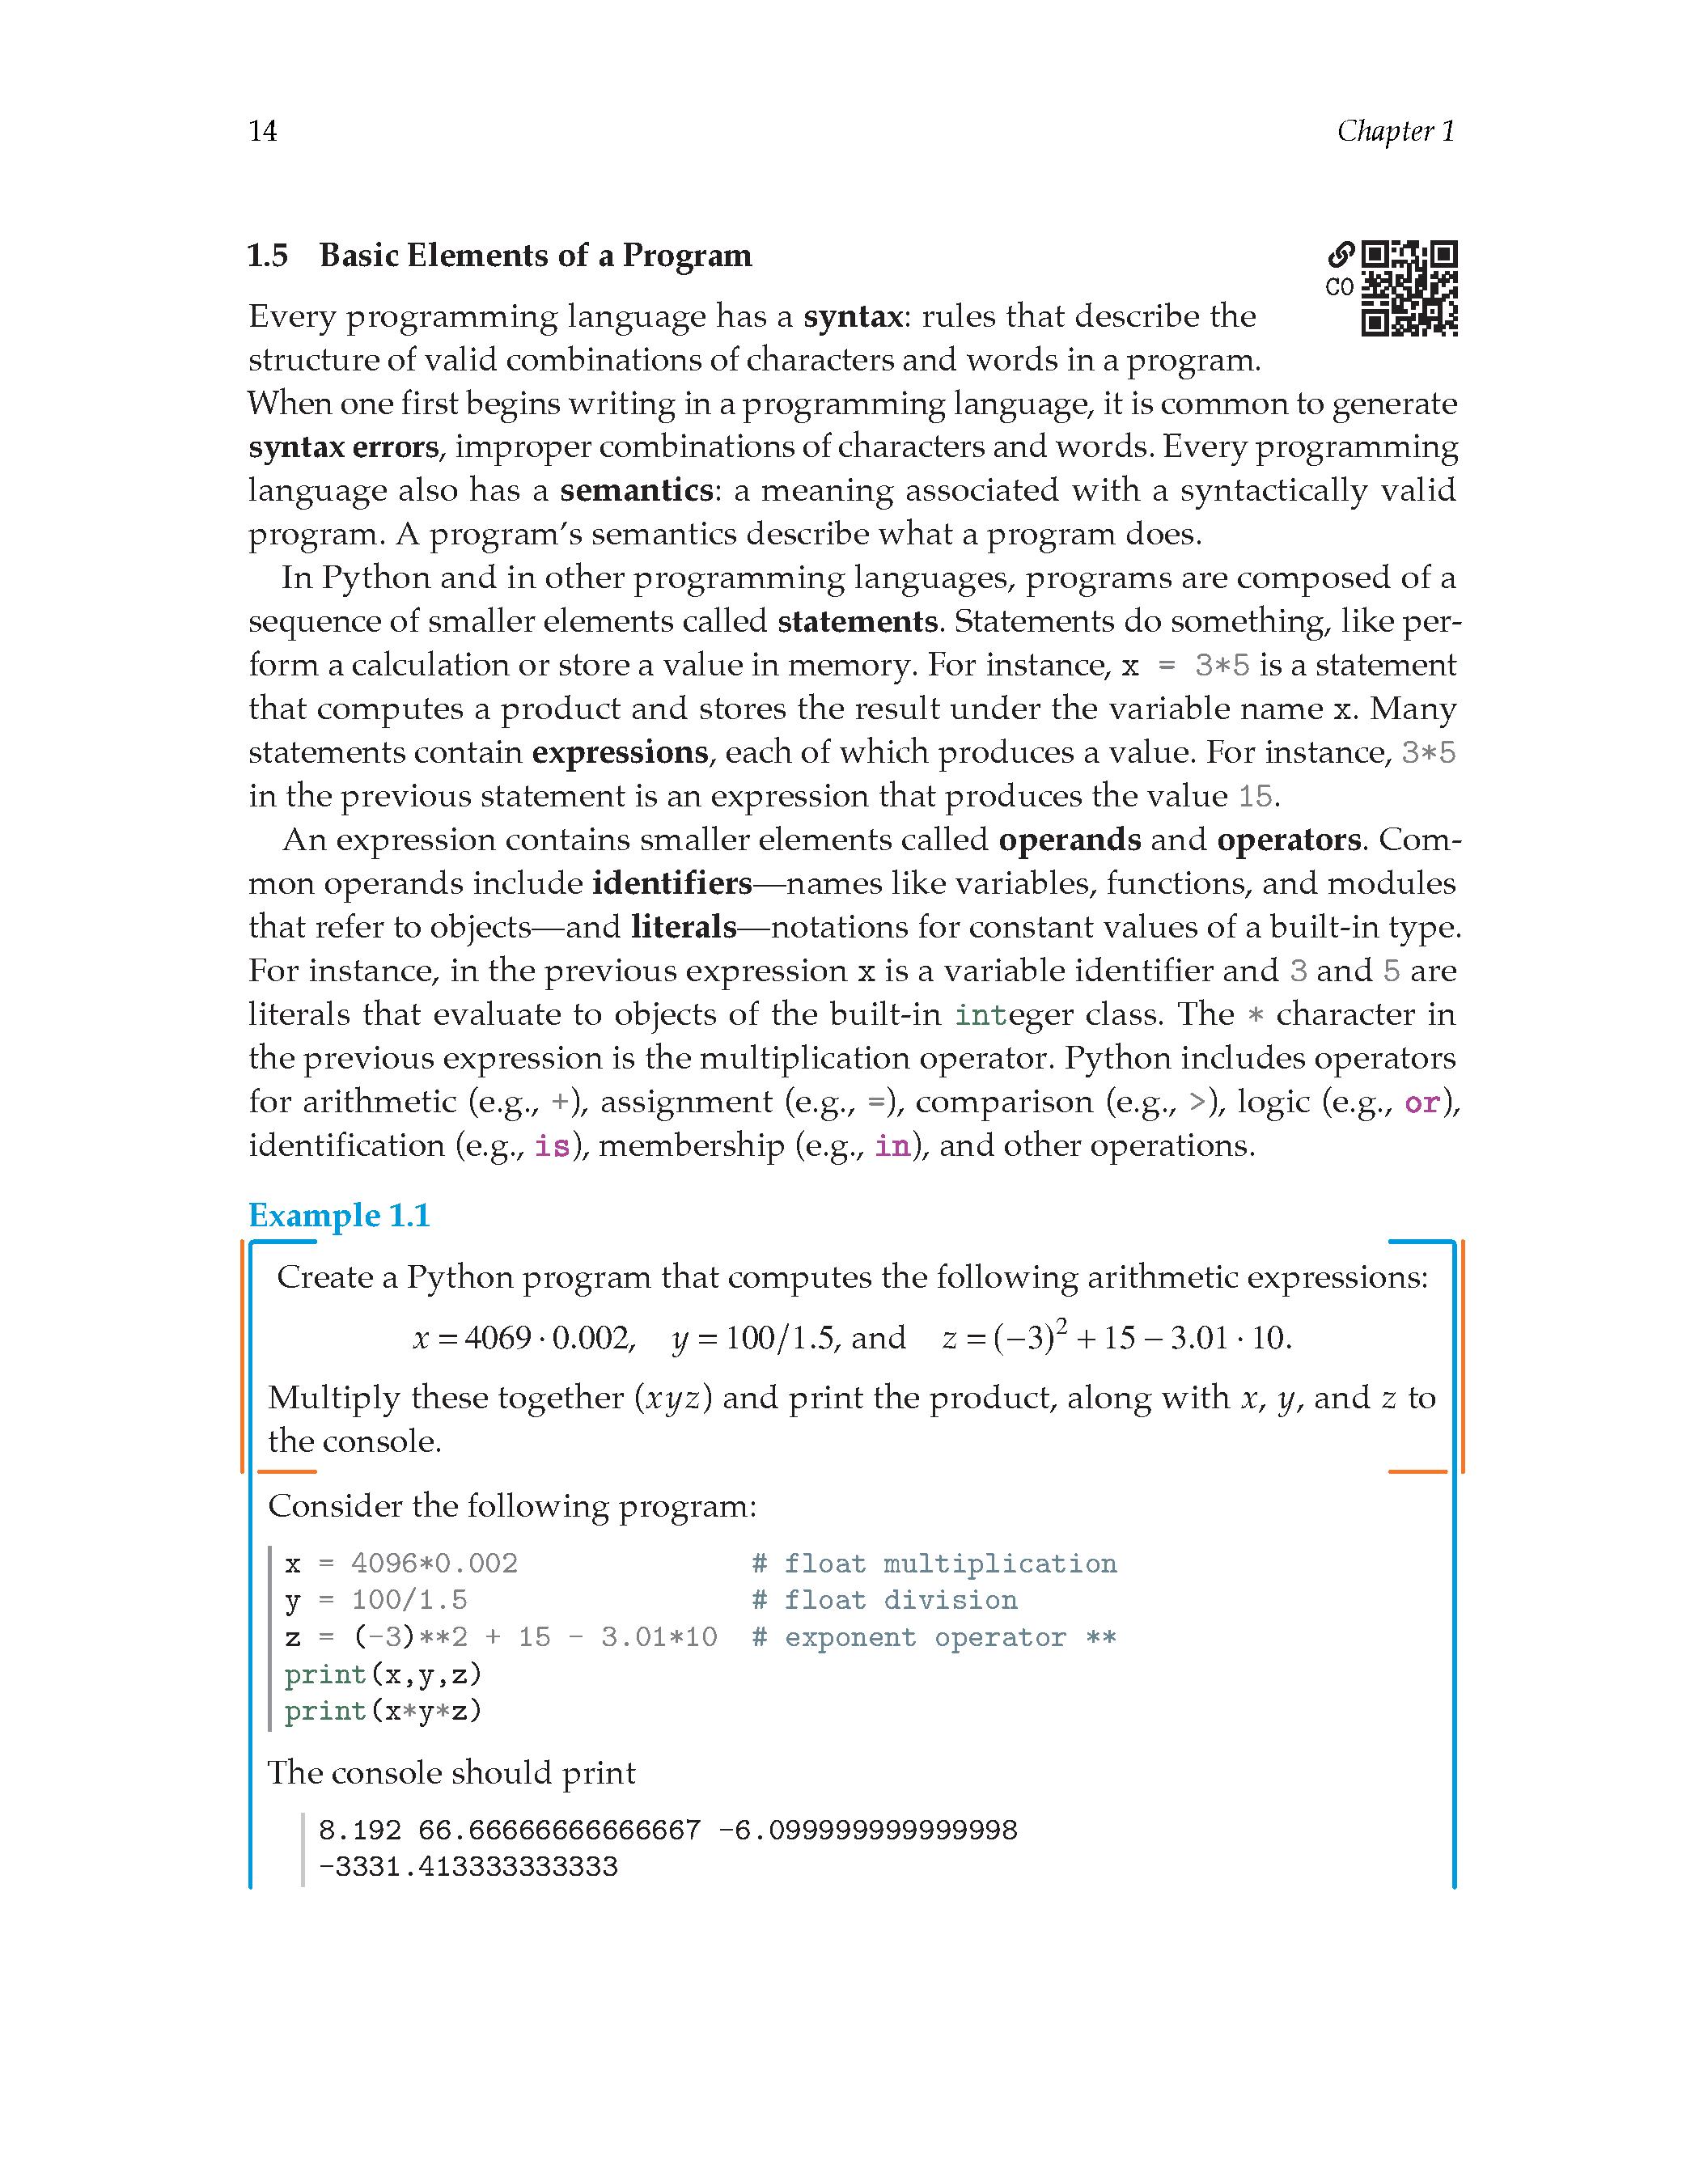 14 Chapter 1
1.5 Basic Elements of a Program
CO
Every programming language has a syntax: rules that describe the
structure of valid combinations of characters and words in a program.
When one first begins writing in a programming language, it is common to generate
syntax errors, improper combinations of characters and words. Every programming
language also has a semantics: a meaning associated with a syntactically valid
program. A program’s semantics describe what a program does.
In Python and in other programming languages, programs are composed of a
sequence of smaller elements called statements. Statements do something, like per-
form a calculation or store a value in memory. For instance, x = 3*5 is a statement
that computes a product and stores the result under the variable name x. Many
statements contain expressions, each of which produces a value. For instance, 3*5
in the previous statement is an expression that produces the value 15.
An expression contains smaller elements called operands and operators. Com-
mon operands include identifiers—names like variables, functions, and modules
that refer to objects—and literals—notations for constant values of a built-in type.
For instance, in the previous expression x is a variable identifier and 3 and 5 are
literals that evaluate to objects of the built-in integer class. The * character in
the previous expression is the multiplication operator. Python includes operators
for arithmetic (e.g., +), assignment (e.g., =), comparison (e.g., >), logic (e.g., or),
identification (e.g., is), membership (e.g., in), and other operations.
Example 1.1
Create a Python program that computes the following arithmetic expressions:
x = 4069 · 0.002, y = 100/1.5, and z = (−3)² + 15 − 3.01 · 10.
Multiply these together (xyz) and print the product, along with x, y, and z to
the console.
Consider the following program:
x = 4096*0.002 # float multiplication
y = 100/1.5 # float division
z = (-3)**2 + 15 - 3.01*10 # exponent operator **
print(x,y,z)
print(x*y*z)
The console should print
8.192 66.66666666666667 -6.099999999999998
-3331.413333333333